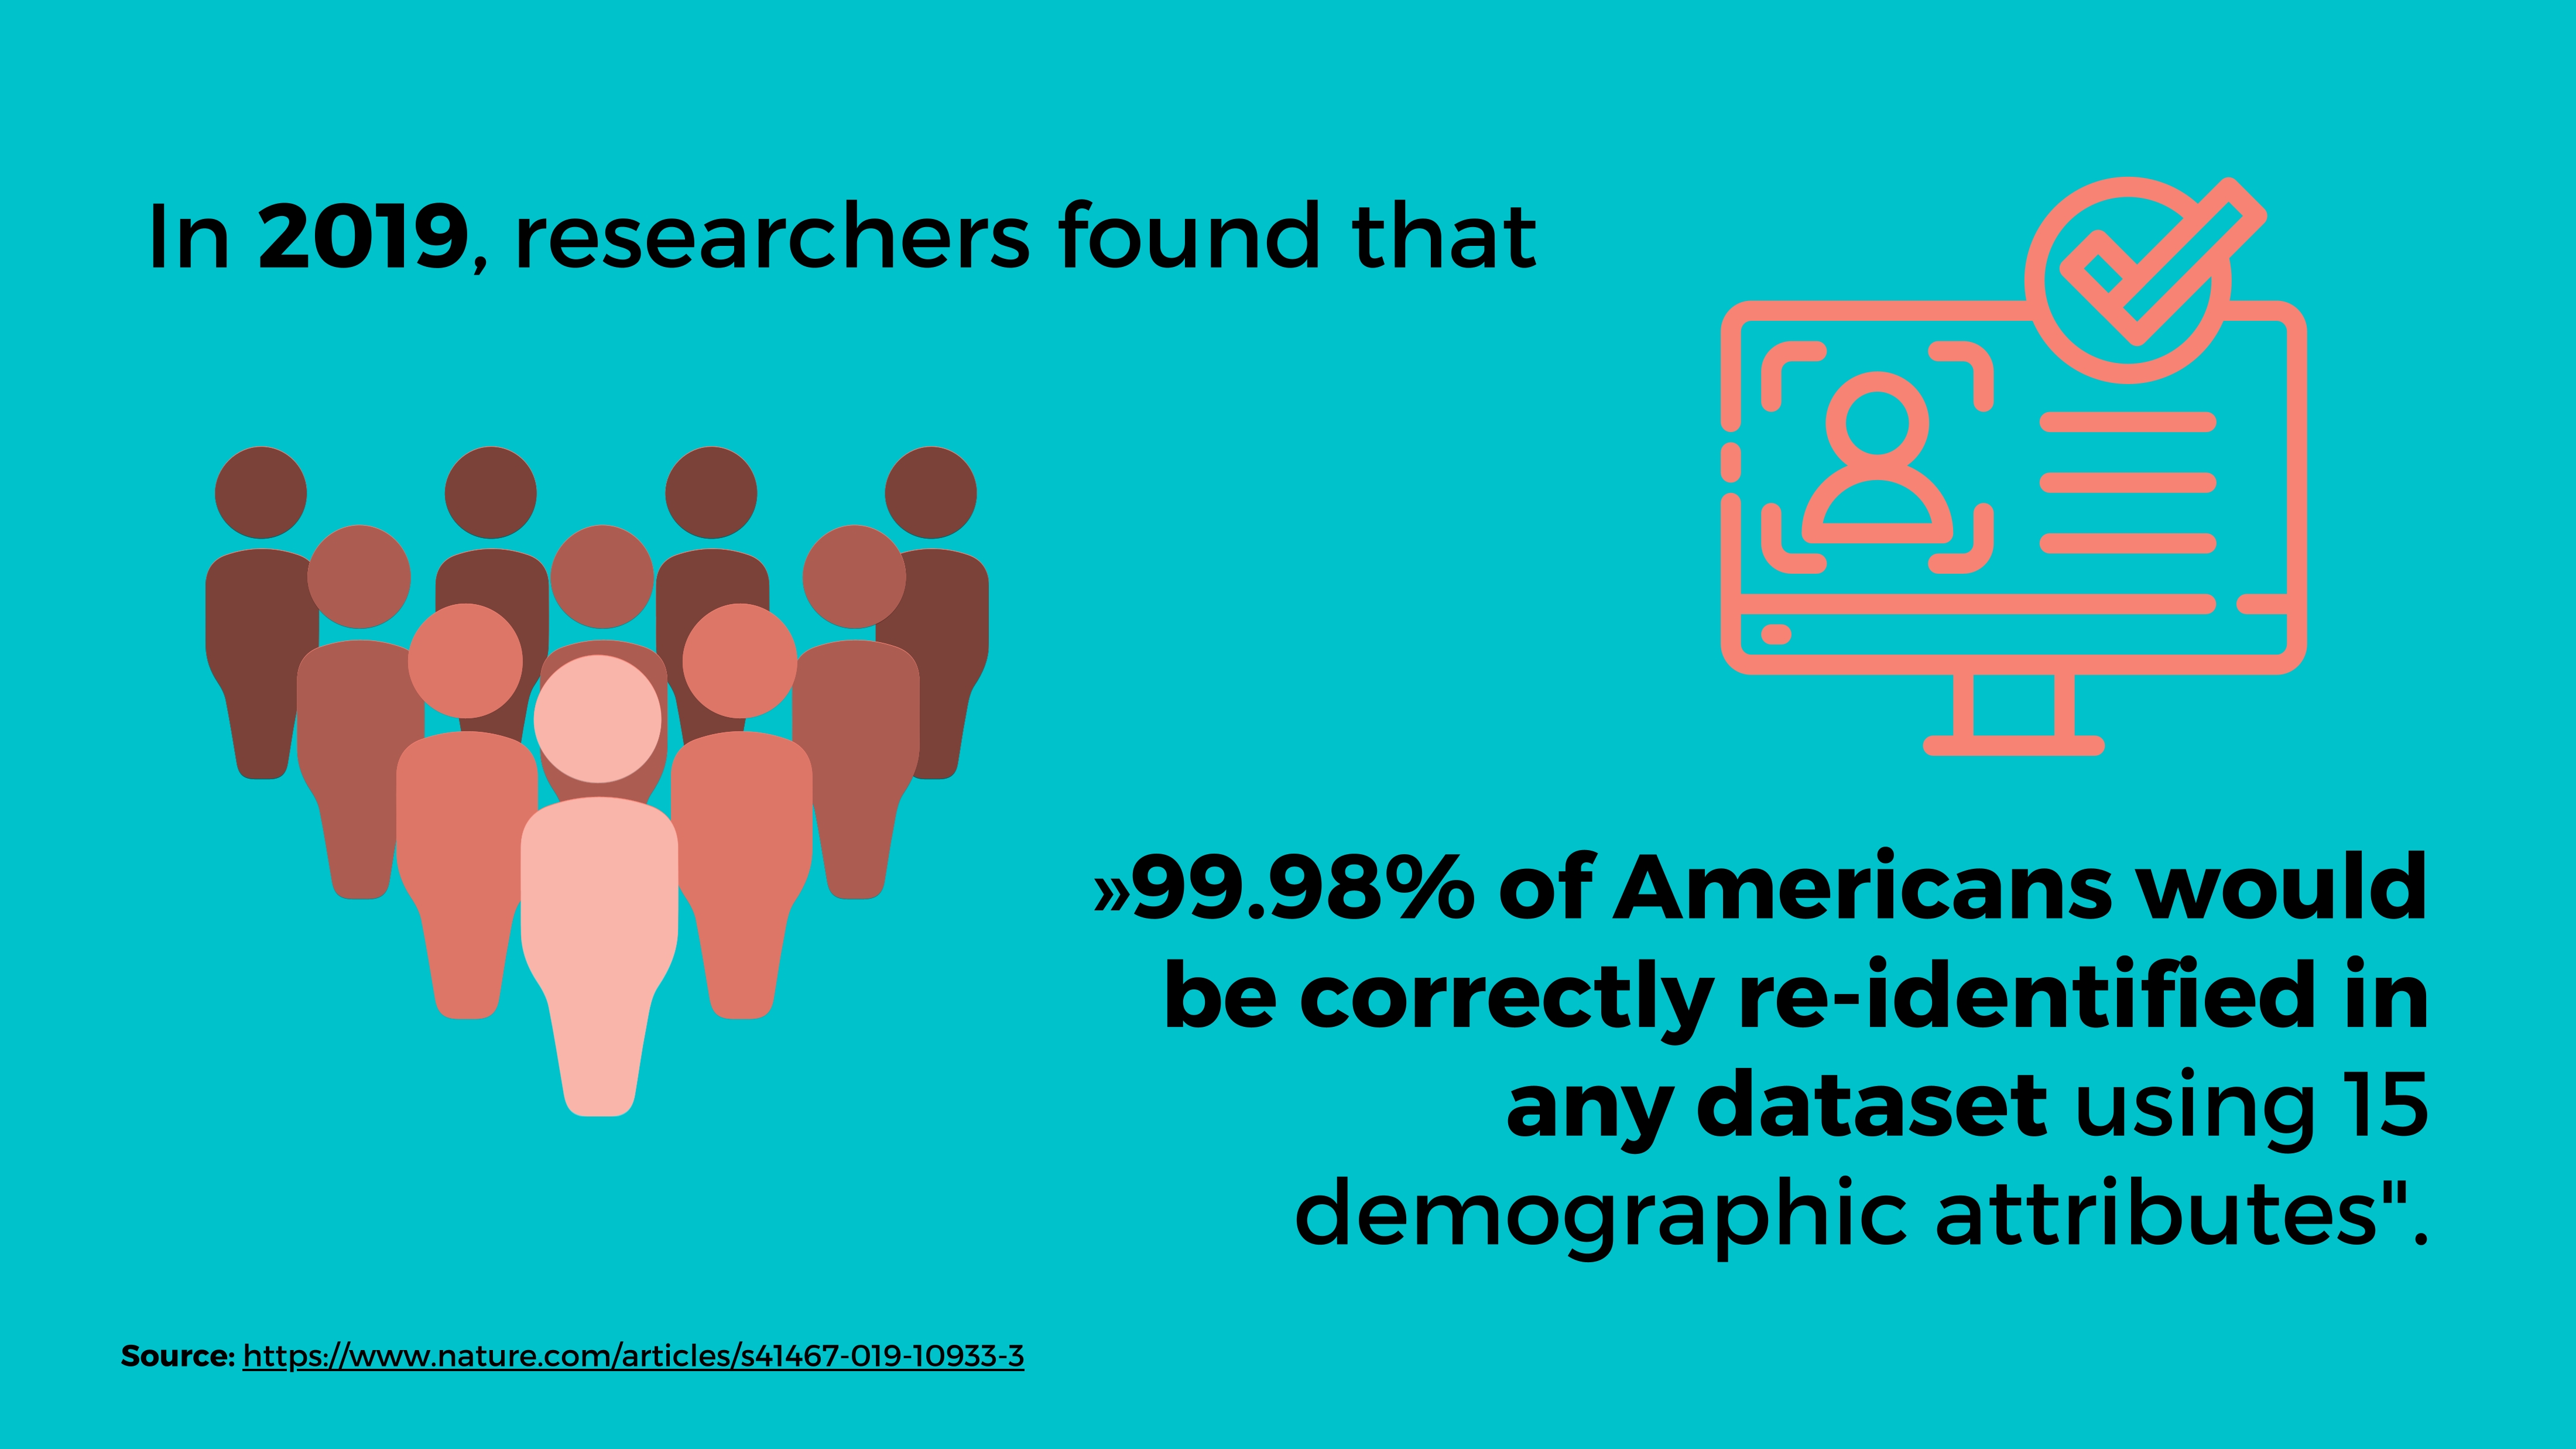 In 2019, researchers found that
»99.98% of Americans would
be correctly re-identified in
any dataset using 15
demographic attributes".
Source: https://www.nature.com/articles/s41467-019-10933-3